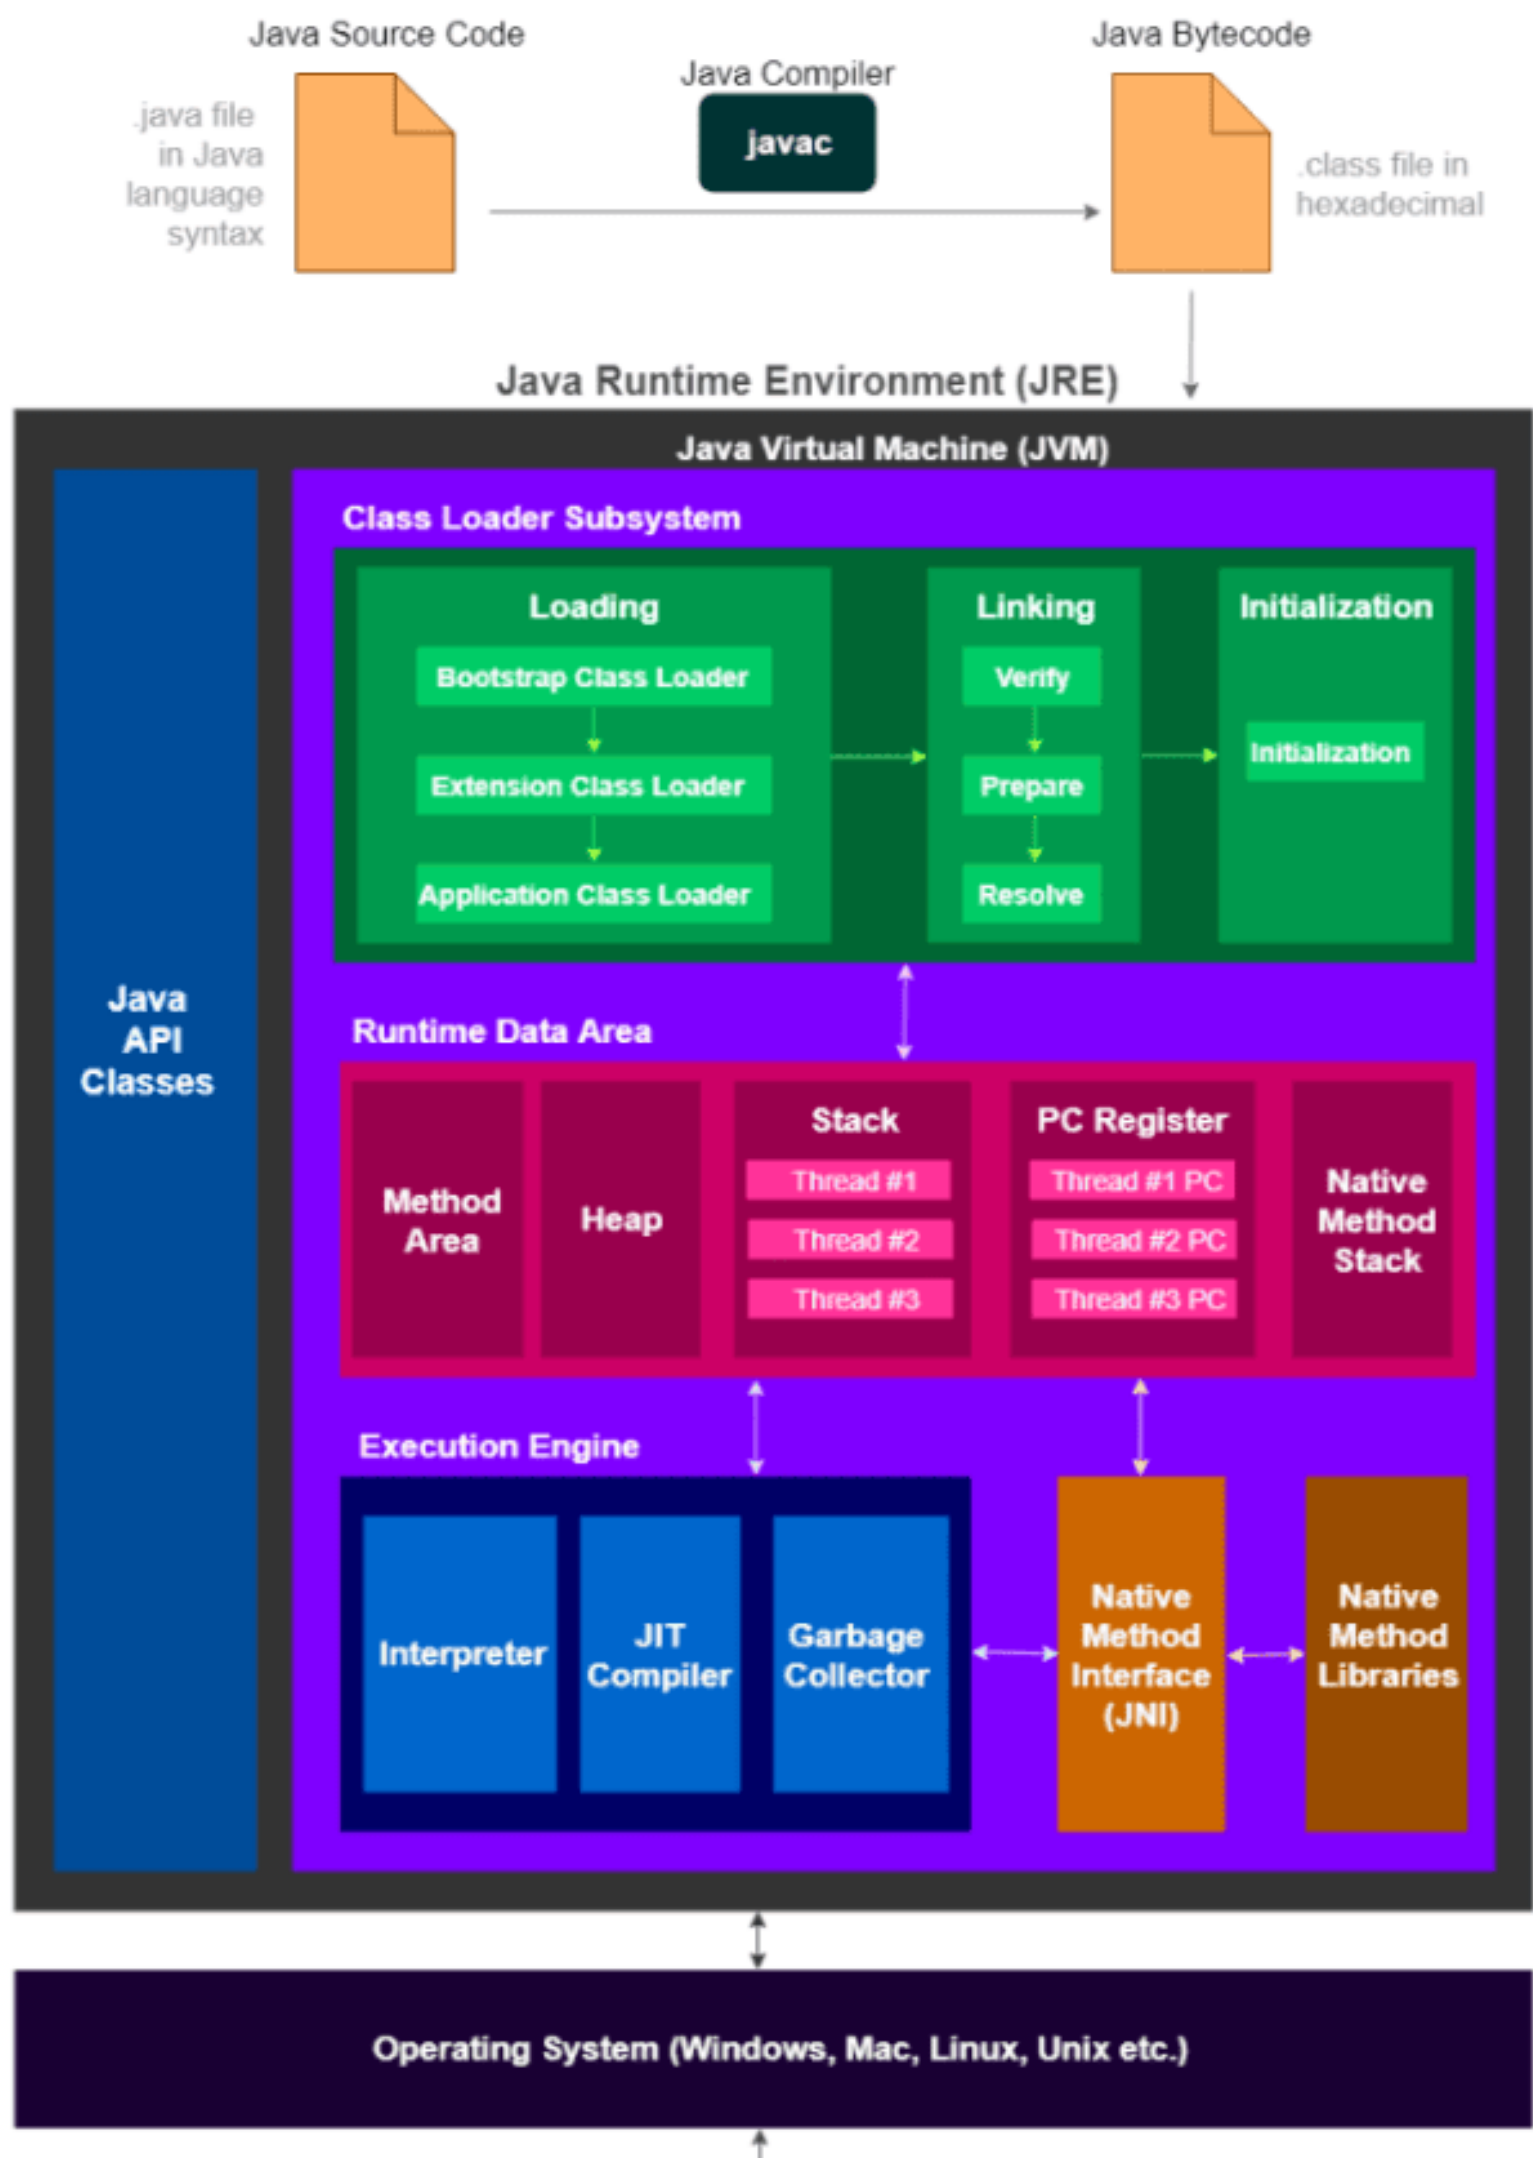 Java Source Code
Java Bytecode
Java Compiler
javac
.java file
in Java
language
syntax
.class file in
hexadecimal
Java Runtime Environment (JRE)
Java Virtual Machine (JVM)
Java
API
Classes
Class Loader Subsystem
Loading
Bootstrap Class Loader
Extension Class Loader
Application Class Loader
Linking
Verify
Prepare
Resolve
Initialization
Initialization
Runtime Data Area
Method
Area
Heap
Stack
Thread #1
Thread #2
Thread #3
PC Register
Thread #1 PC
Thread #2 PC
Thread #3 PC
Native
Method
Stack
Execution Engine
Interpreter
JIT
Compiler
Garbage
Collector
Native
Method
Interface
(JNI)
Native
Method
Libraries
Operating System (Windows, Mac, Linux, Unix etc.)